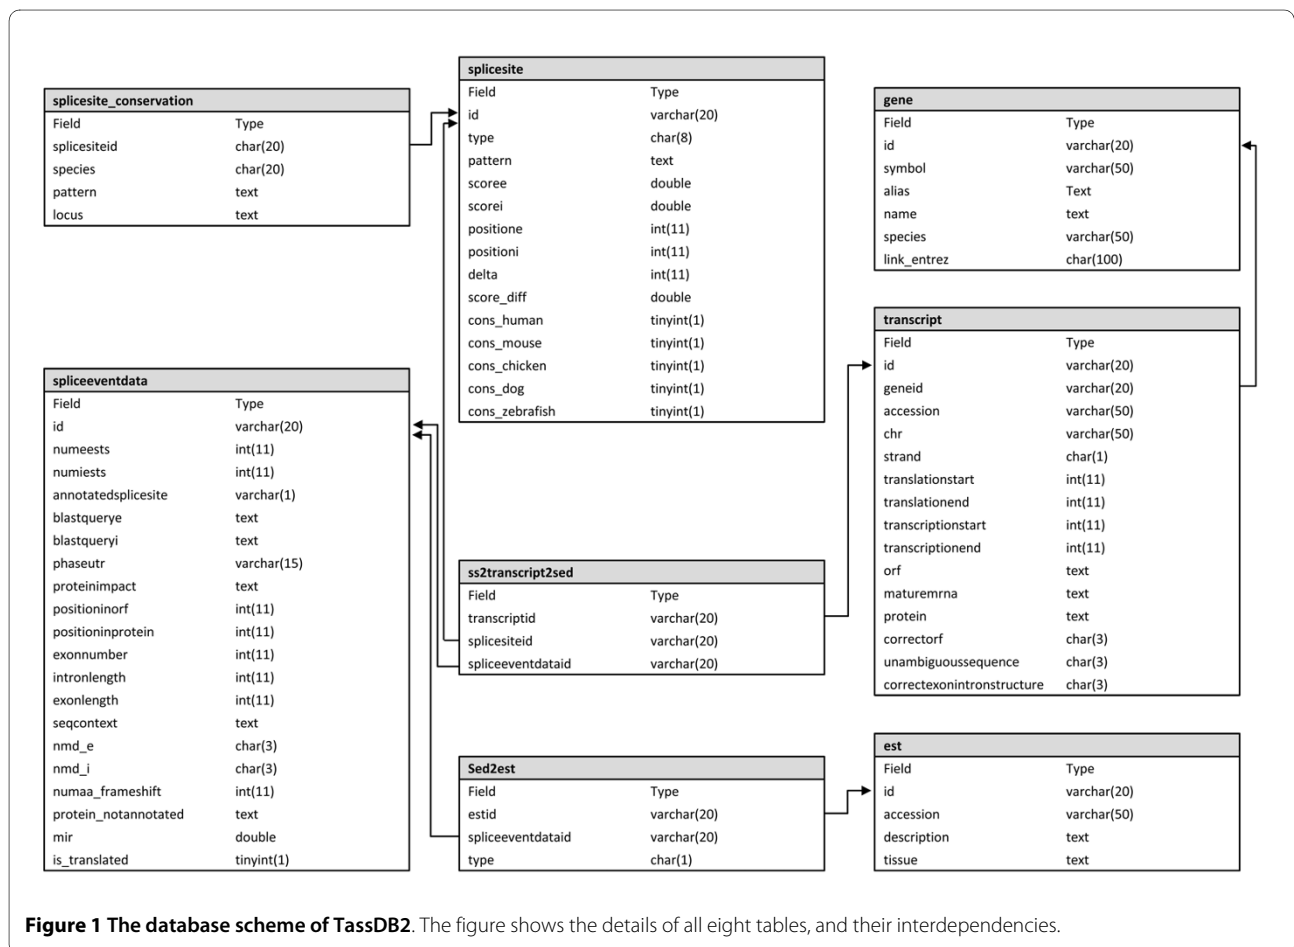 splicesite_conservation
Field Type
splicesiteid char(20)
species char(20)
pattern text
locus text
splicesite
Field Type
id varchar(20)
type char(8)
pattern text
scoree double
scorei double
positione int(11)
positioni int(11)
delta int(11)
score_diff double
cons_human tinyint(1)
cons_mouse tinyint(1)
cons_chicken tinyint(1)
cons_dog tinyint(1)
cons_zebrafish tinyint(1)
gene
Field Type
id varchar(20)
symbol varchar(50)
alias Text
name text
species varchar(50)
link_entrez char(100)
spliceeventdata
Field Type
id varchar(20)
numeests int(11)
numiests int(11)
annotatedsplicesite varchar(1)
blastquerye text
blastqueryi text
phaseutr varchar(15)
proteinimpact text
positioninorf int(11)
positioninprotein int(11)
exonnumber int(11)
intronlength int(11)
exonlength int(11)
seqcontext text
nmd_e char(3)
nmd_i char(3)
numaa_frameshift int(11)
protein_notannotated text
mir double
is_translated tinyint(1)
ss2transcript2sed
Field Type
transcriptid varchar(20)
splicesiteid varchar(20)
spliceeventdataid varchar(20)
transcript
Field Type
id varchar(20)
geneid varchar(20)
accession varchar(50)
chr varchar(50)
strand char(1)
translationstart int(11)
translationend int(11)
transcriptionstart int(11)
transcriptionend int(11)
orf text
maturemrna text
protein text
correctorf char(3)
unambiguoussequence char(3)
correctexonintronstructure char(3)
Sed2est
Field Type
estid varchar(20)
spliceeventdataid varchar(20)
type char(1)
est
Field Type
id varchar(20)
accession varchar(50)
description text
tissue text
Figure 1 The database scheme of TassDB2. The figure shows the details of all eight tables, and their interdependencies.